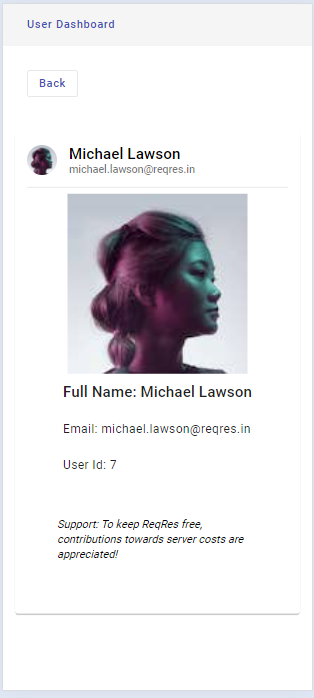 User Dashboard
Back
Michael Lawson
michael.lawson@reqres.in
Full Name: Michael Lawson
Email: michael.lawson@reqres.in
User Id: 7
Support: To keep ReqRes free,
contributions towards server costs are
appreciated!